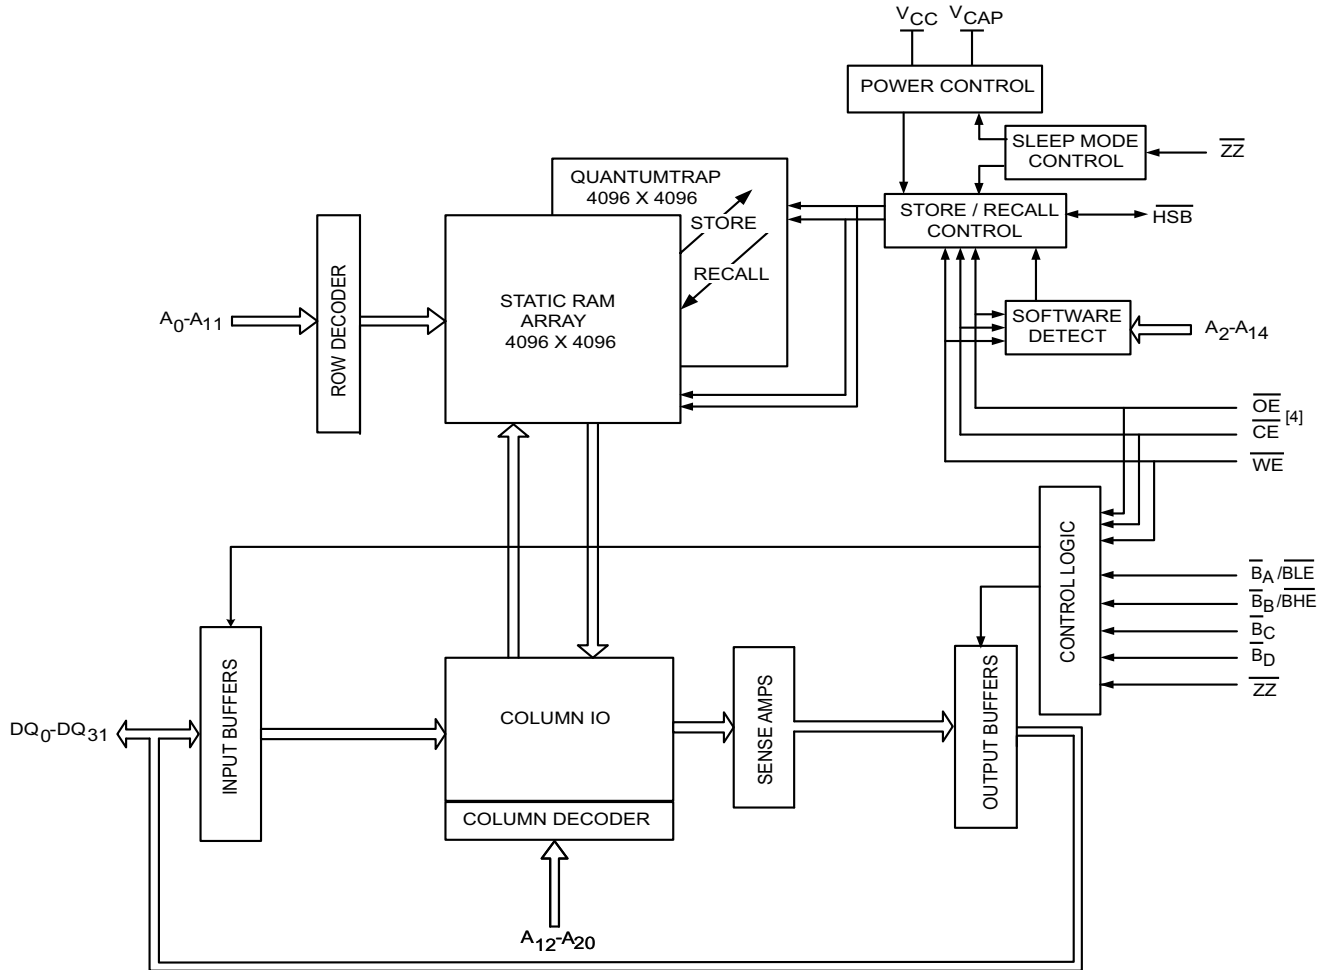 VCC
VCAP
POWER CONTROL
SLEEP MODE
CONTROL
ZZ
QUANTUMTRAP
4096 X 4096
STORE
RECALL
STORE / RECALL
CONTROL
HSB
STATIC RAM
ARRAY
4096 X 4096
ROW DECODER
A0-A11
SOFTWARE
DETECT
A2-A14
OE
CE [4]
WE
CONTROL LOGIC
BA/BLE
BB/BHE
BC
BD
ZZ
DQ0-DQ31
INPUT BUFFERS
COLUMN IO
COLUMN DECODER
SENSE AMPS
OUTPUT BUFFERS
A12-A20